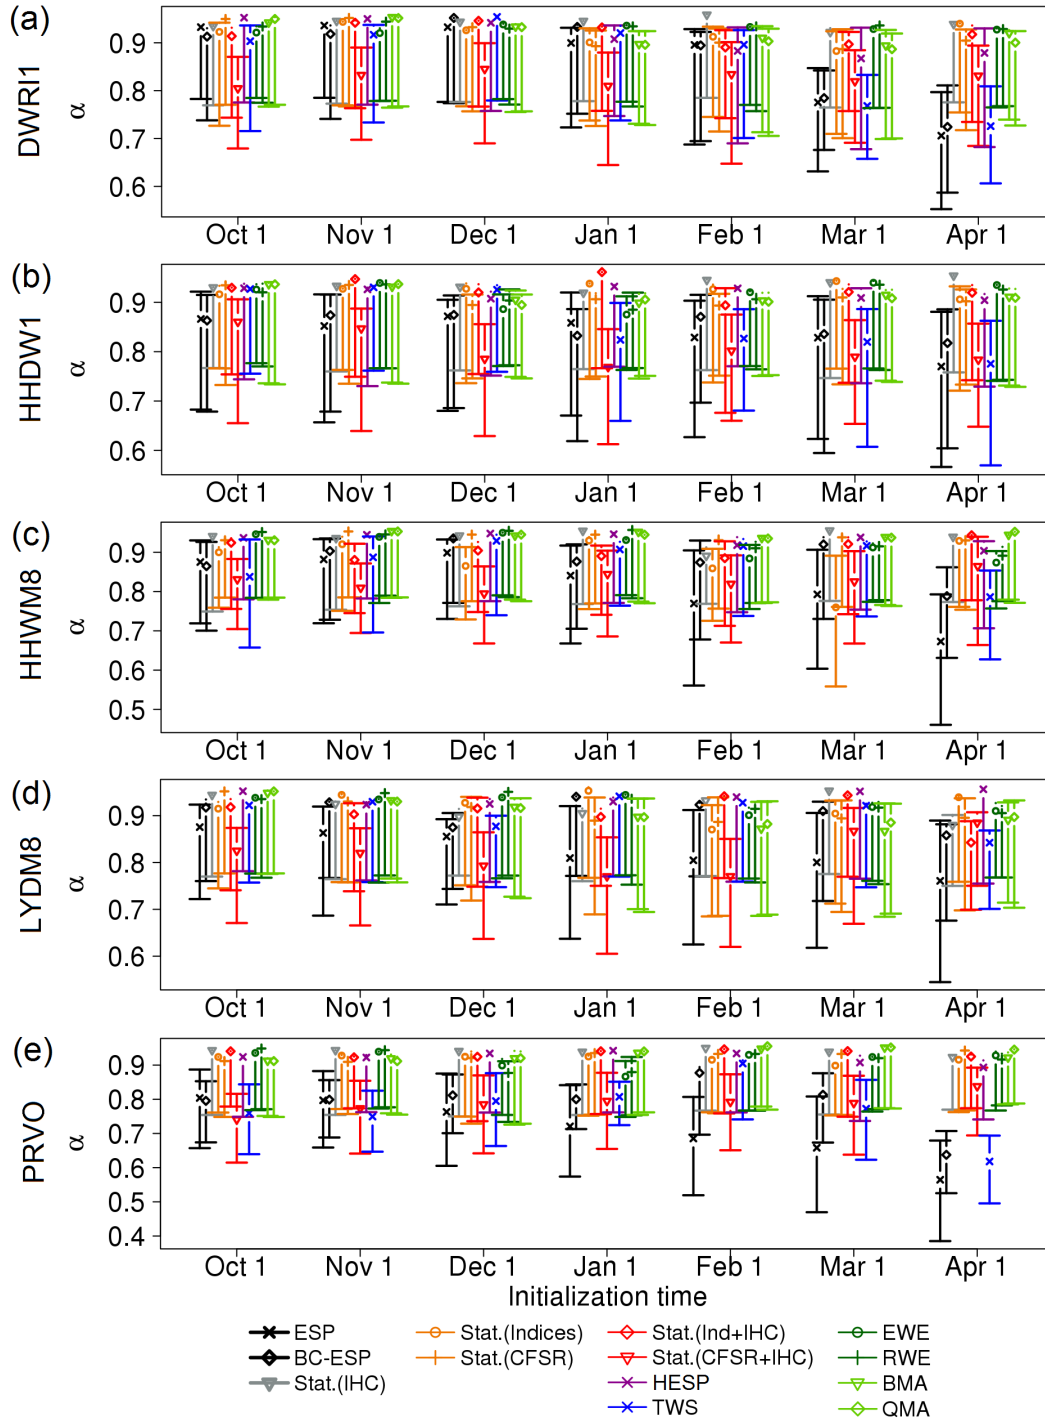 (a)
DWRI1
α
0.9
0.8
0.7
0.6
Oct 1 Nov 1 Dec 1 Jan 1 Feb 1 Mar 1 Apr 1
(b)
HHDW1
α
0.9
0.8
0.7
0.6
Oct 1 Nov 1 Dec 1 Jan 1 Feb 1 Mar 1 Apr 1
(c)
HHWM8
α
0.9
0.8
0.7
0.6
0.5
Oct 1 Nov 1 Dec 1 Jan 1 Feb 1 Mar 1 Apr 1
(d)
LYDM8
α
0.9
0.8
0.7
0.6
Oct 1 Nov 1 Dec 1 Jan 1 Feb 1 Mar 1 Apr 1
(e)
PRVO
α
0.9
0.8
0.7
0.6
0.5
0.4
Oct 1 Nov 1 Dec 1 Jan 1 Feb 1 Mar 1 Apr 1
Initialization time
ESP
BC-ESP
Stat.(IHC)
Stat.(Indices)
Stat.(CFSR)
Stat.(Ind+IHC)
Stat.(CFSR+IHC)
HESP
TWS
EWE
RWE
BMA
QMA